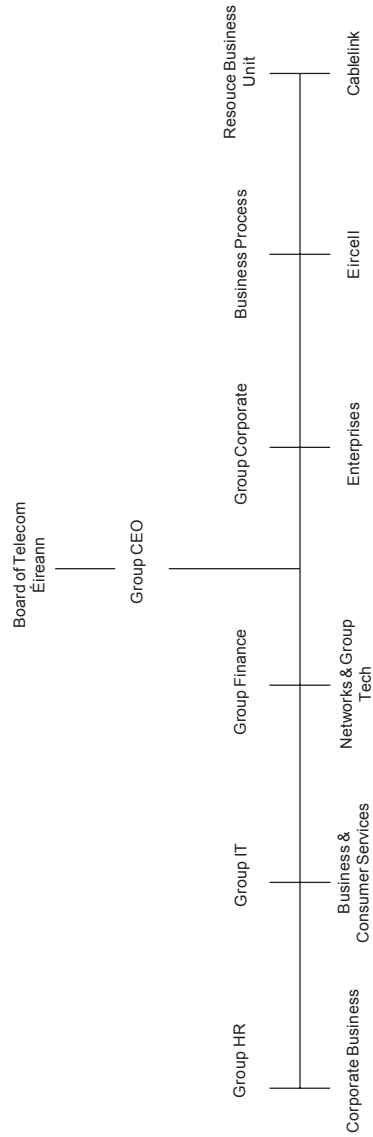 Board of Telecom
Éireann
Group CEO
Group HR
Group IT
Group Finance
Group Corporate
Business Process
Resouce Business
Unit
Corporate Business
Business &
Consumer Services
Networks & Group
Tech
Enterprises
Eircell
Cablelink